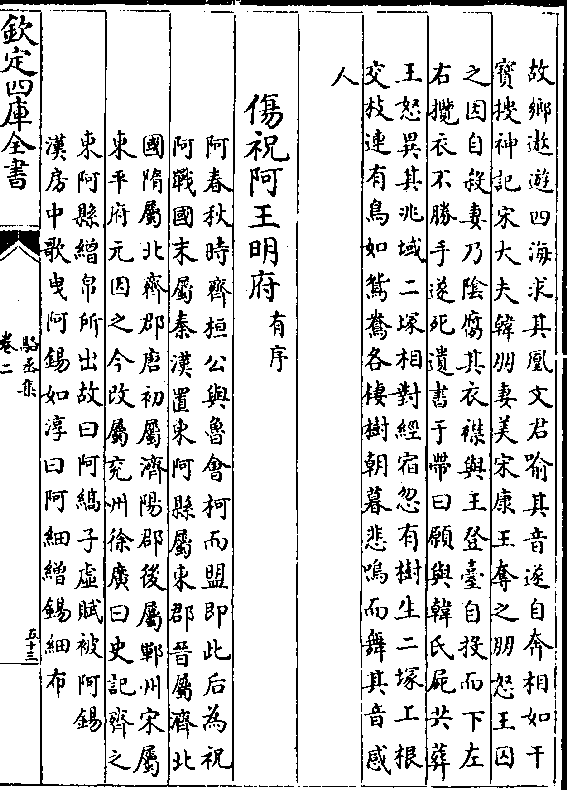 故鄉遨遊四海求其凰文君喻其音遂自奔相如干
寳搜神記宋大夫韓朋妻美宋康王奪之朋怒王囚
之因自殺妻乃陰腐其衣襟與王登臺自投而下左
右攬衣不勝手遂死遺書于帶曰願與韓氏屍共葬
王怒異其兆域二塚相對經宿忽有樹生二塚上根
交枝連有鳥如鴛鴦各棲樹朝暮悲鳴而舞其音感
人
傷祝阿王明府有序
阿春秋時齊桓公與魯會柯而盟即此后為祝
阿戰國末屬秦漢置東阿縣屬東郡晉屬濟北
國隋屬北齊郡唐初屬濟陽郡後屬鄆州宋屬
東平府元因之今改屬兖州徐廣曰史記齊之
東阿縣繒帛所出故曰阿縞子虛賦被阿錫
漢房中歌曳阿錫如淳曰阿細繒錫細布
欽定四庫全書
駱丞集
卷二
五十三